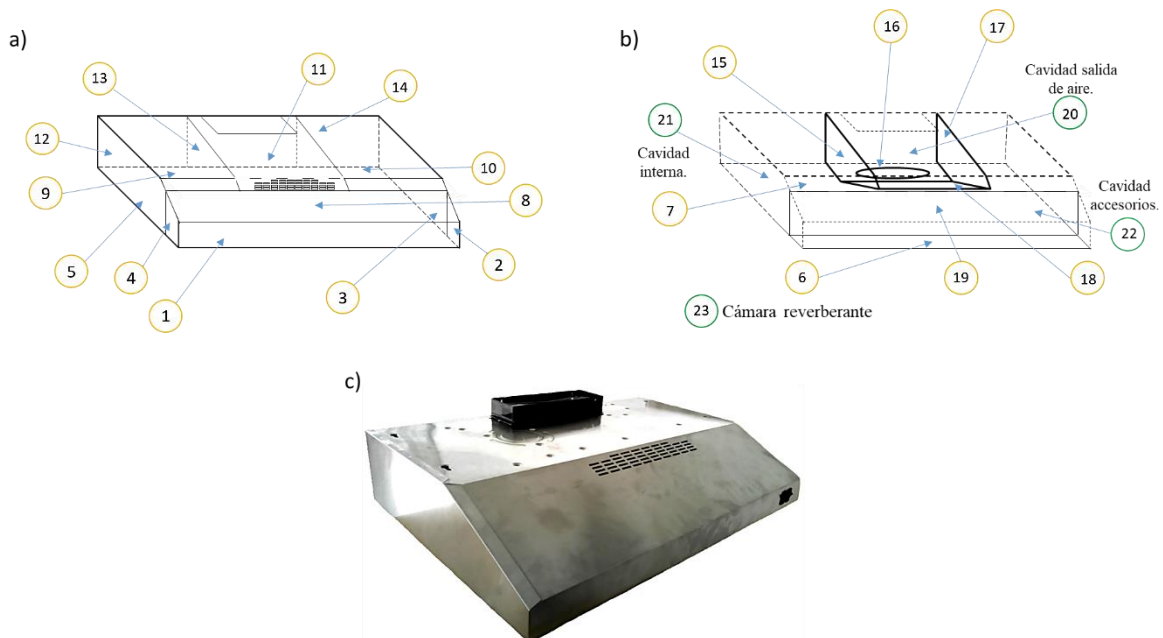 a)
13
11
14
12
9
10
8
5
4
1
3
2
b)
16
17
15
Cavidad salida
de aire.
20
21
Cavidad
interna.
7
Cavidad
accesorios.
22
6
19
18
23 Cámara reverberante
c)